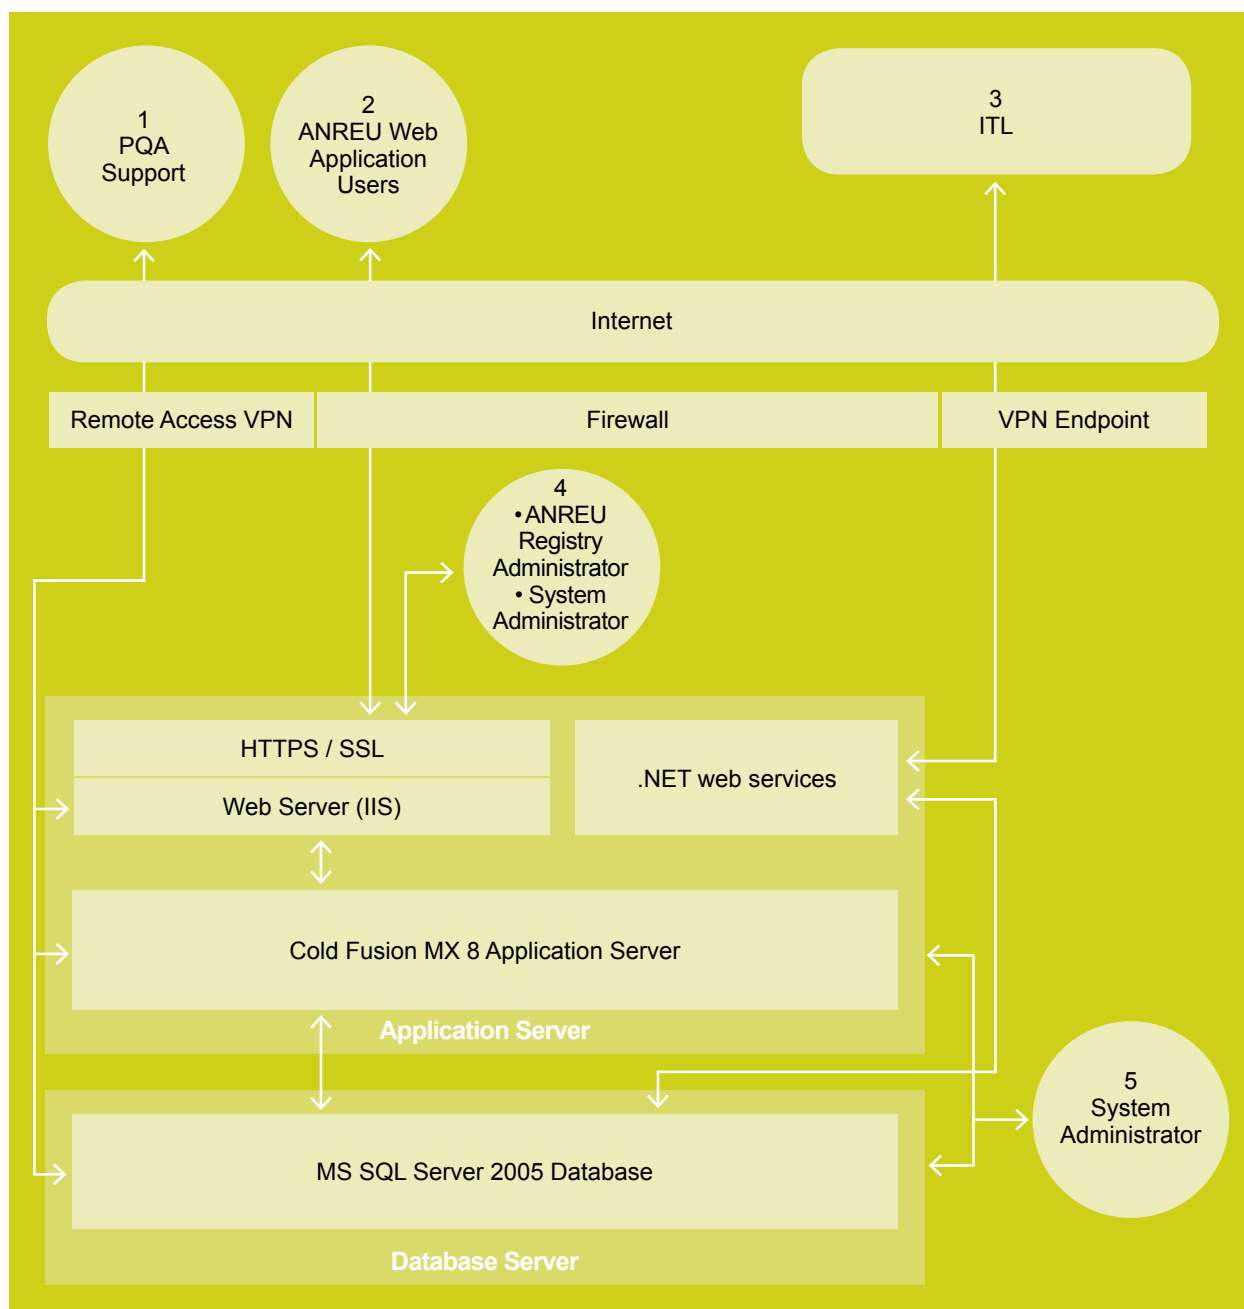 1
PQA
Support
2
ANREU Web
Application
Users
3
ITL
Internet
Remote Access VPN
Firewall
VPN Endpoint
4
• ANREU
Registry
Administrator
• System
Administrator
HTTPS / SSL
Web Server (IIS)
.NET web services
Cold Fusion MX 8 Application Server
Application Server
5
System
Administrator
MS SQL Server 2005 Database
Database Server